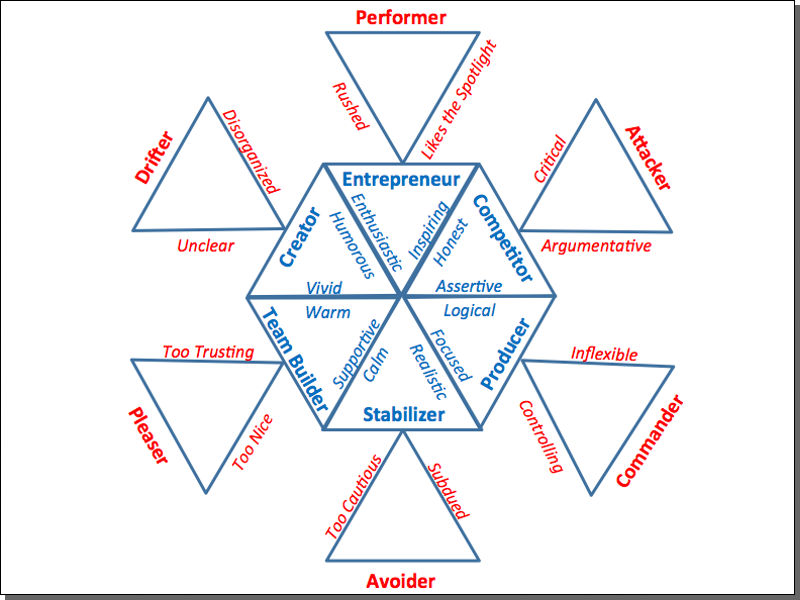 Performer
Rushed
Likes the Spotlight
Drifter
Disorganized
Unclear
Critical
Attacker
Argumentative
Entrepreneur
Enthusiastic
Inspiring
Creator
Humorous
Vivid
Honest
Competitor
Assertive
Warm
Team Builder
Supportive
Logical
Focused
Producer
Calm
Realistic
Stabilizer
Too Trusting
Pleaser
Too Nice
Inflexible
Controlling
Commander
Too Cautious
Subdued
Avoider